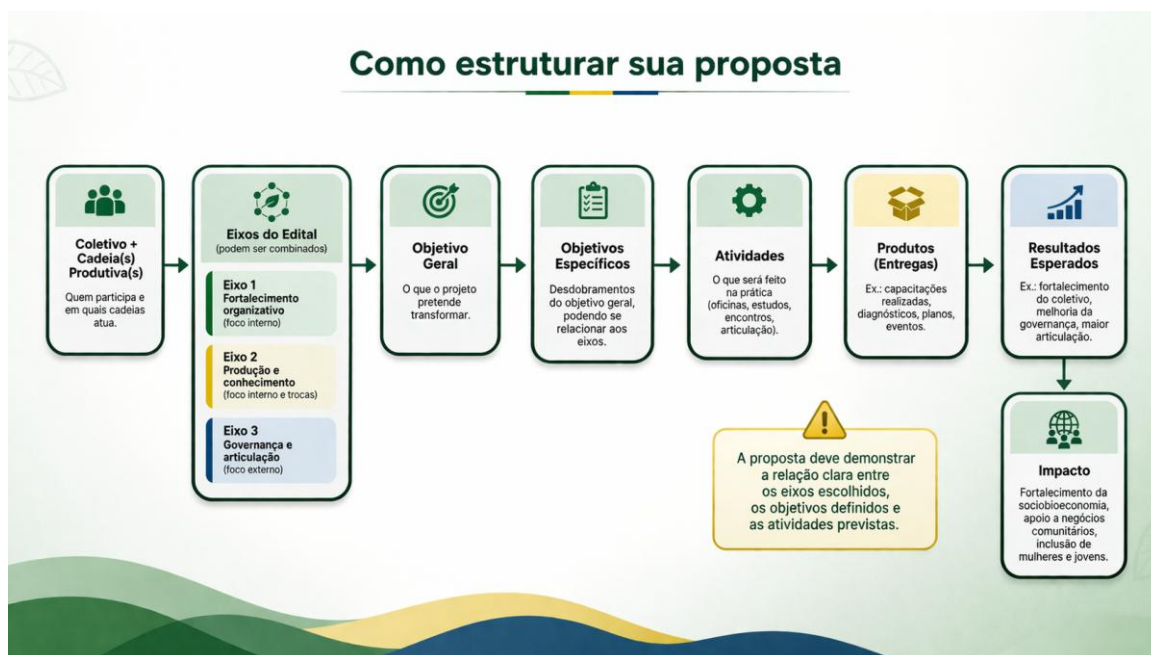 Como estruturar sua proposta
Coletivo +
Cadeia(s)
Produtiva(s)
Quem participa e
em quais cadeias
atua.
Eixos do Edital
(podem ser combinados)
Eixo 1
Fortalecimento
organizativo
(foco interno)
Eixo 2
Produção e
conhecimento
(foco interno e trocas)
Eixo 3
Governança e
articulação
(foco externo)
Objetivo
Geral
O que o projeto
pretende
transformar.
Objetivos
Específicos
Desdobramentos
do objetivo geral,
podendo se
relacionar aos
eixos.
Atividades
O que será feito
na prática
(oficinas, estudos,
encontros,
articulação).
Produtos
(Entregas)
Ex.: capacitações
realizadas,
diagnósticos, planos,
eventos.
Resultados
Esperados
Ex.: fortalecimento
do coletivo,
melhoria da
governança, maior
articulação.
Impacto
Fortalecimento da
sociobioeconomia,
apoio a negócios
comunitários,
inclusão de
mulheres e jovens.
A proposta deve demonstrar
a relação clara entre
os eixos escolhidos,
os objetivos definidos e
as atividades previstas.